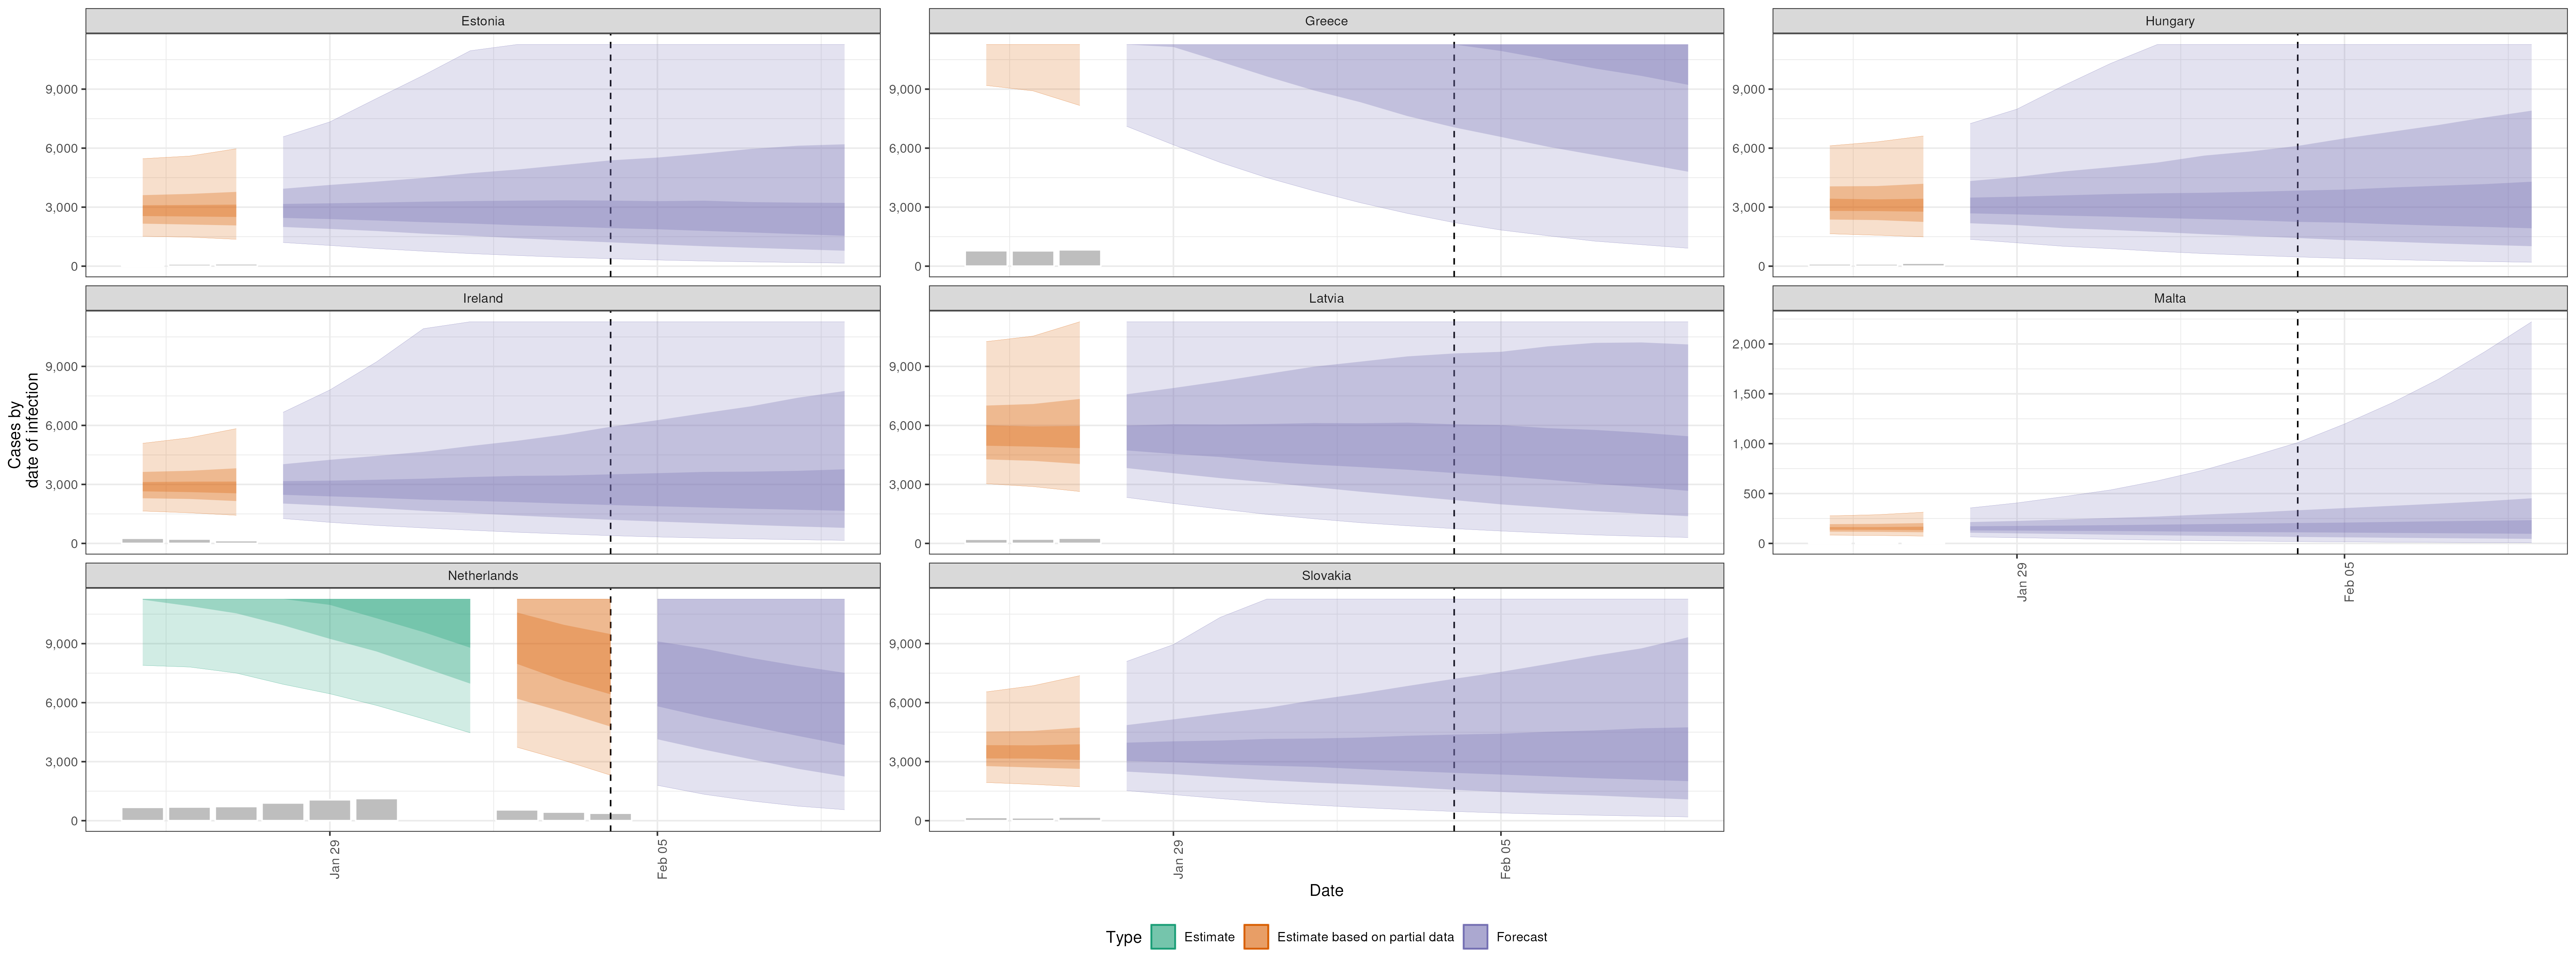 Estonia
Greece
Hungary
9,000
6,000
3,000
0
9,000
6,000
3,000
0
9,000
6,000
3,000
0
Ireland
Latvia
Malta
9,000
6,000
3,000
0
9,000
6,000
3,000
0
2,000
1,500
1,000
500
0
Jan 29
Feb 05
Netherlands
Slovakia
9,000
6,000
3,000
0
9,000
6,000
3,000
0
Jan 29
Feb 05
Jan 29
Feb 05
Cases by
date of infection
Date
Type
Estimate
Estimate based on partial data
Forecast